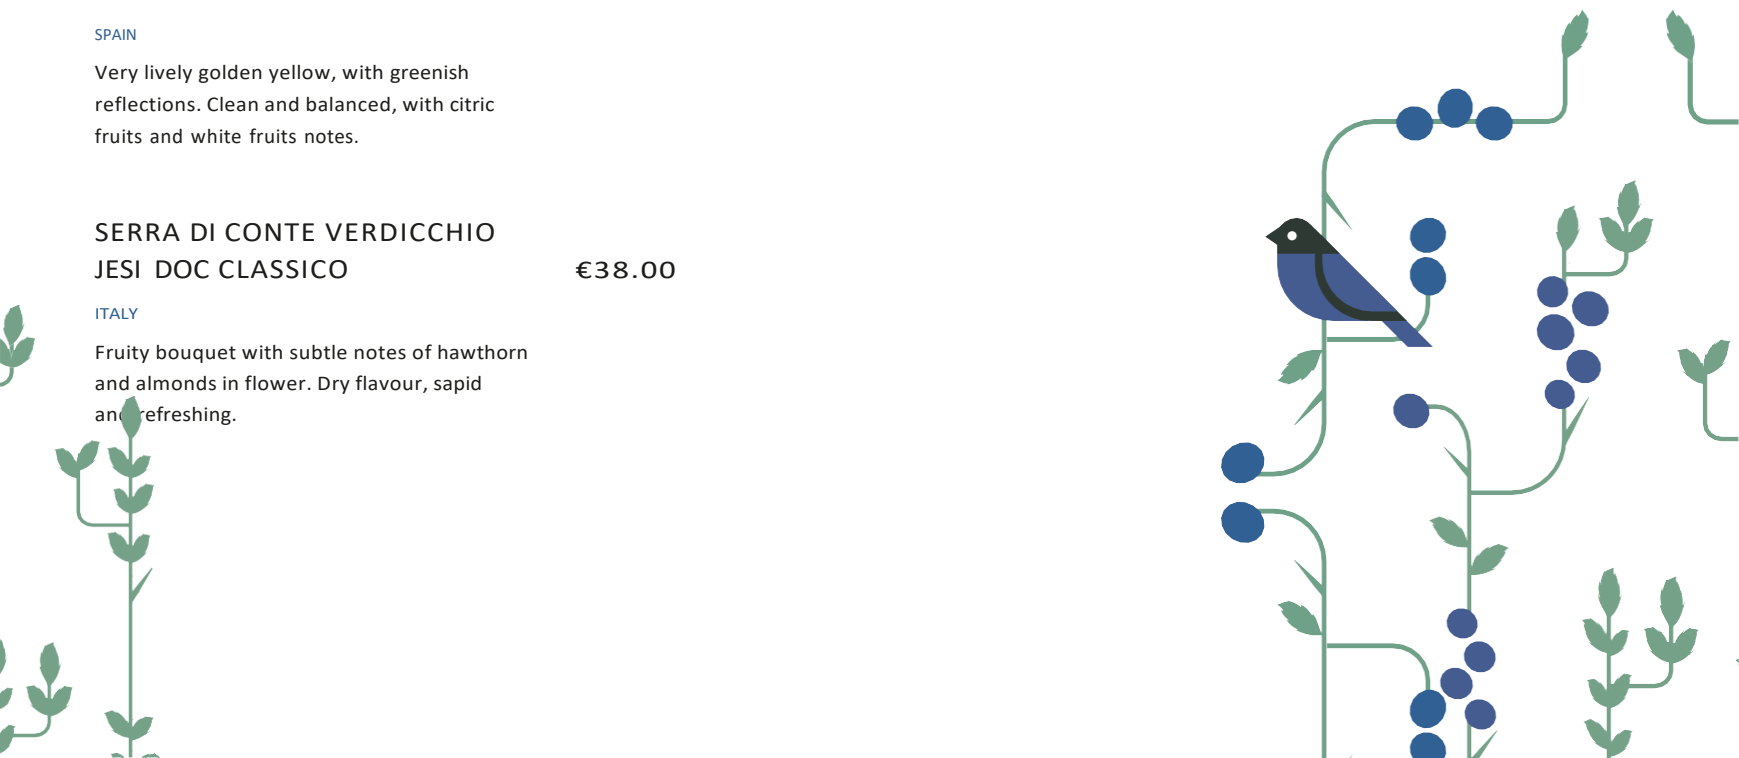 SPAIN
Very lively golden yellow, with greenish
reflections. Clean and balanced, with citric
fruits and white fruits notes.
SERRA DI CONTE VERDICCHIO
JESI DOC CLASSICO €38.00
ITALY
Fruity bouquet with subtle notes of hawthorn
and almonds in flower. Dry flavour, sapid
and refreshing.